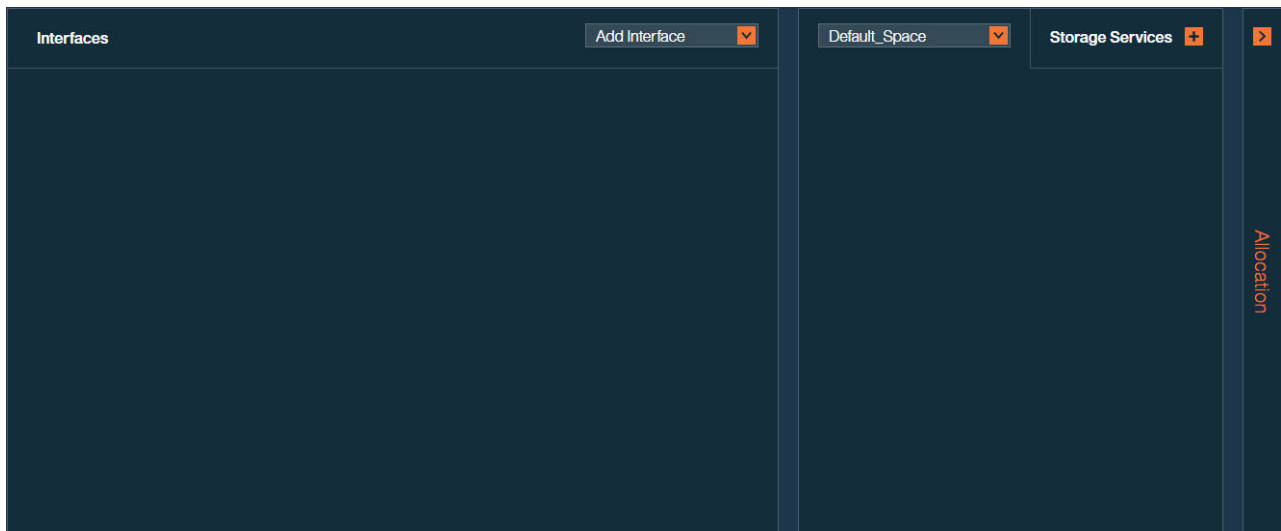 Interfaces
Add Interface
Default_Space
Storage Services
Allocation